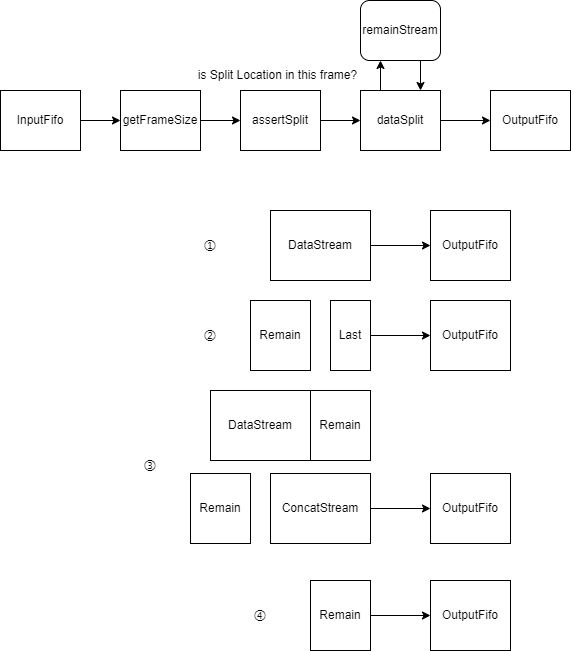 remainStream
is Split Location in this frame?
InputFifo
getFrameSize
assertSplit
dataSplit
OutputFifo
①
DataStream
OutputFifo
②
Remain
Last
OutputFifo
DataStream
Remain
③
Remain
ConcatStream
OutputFifo
④
Remain
OutputFifo